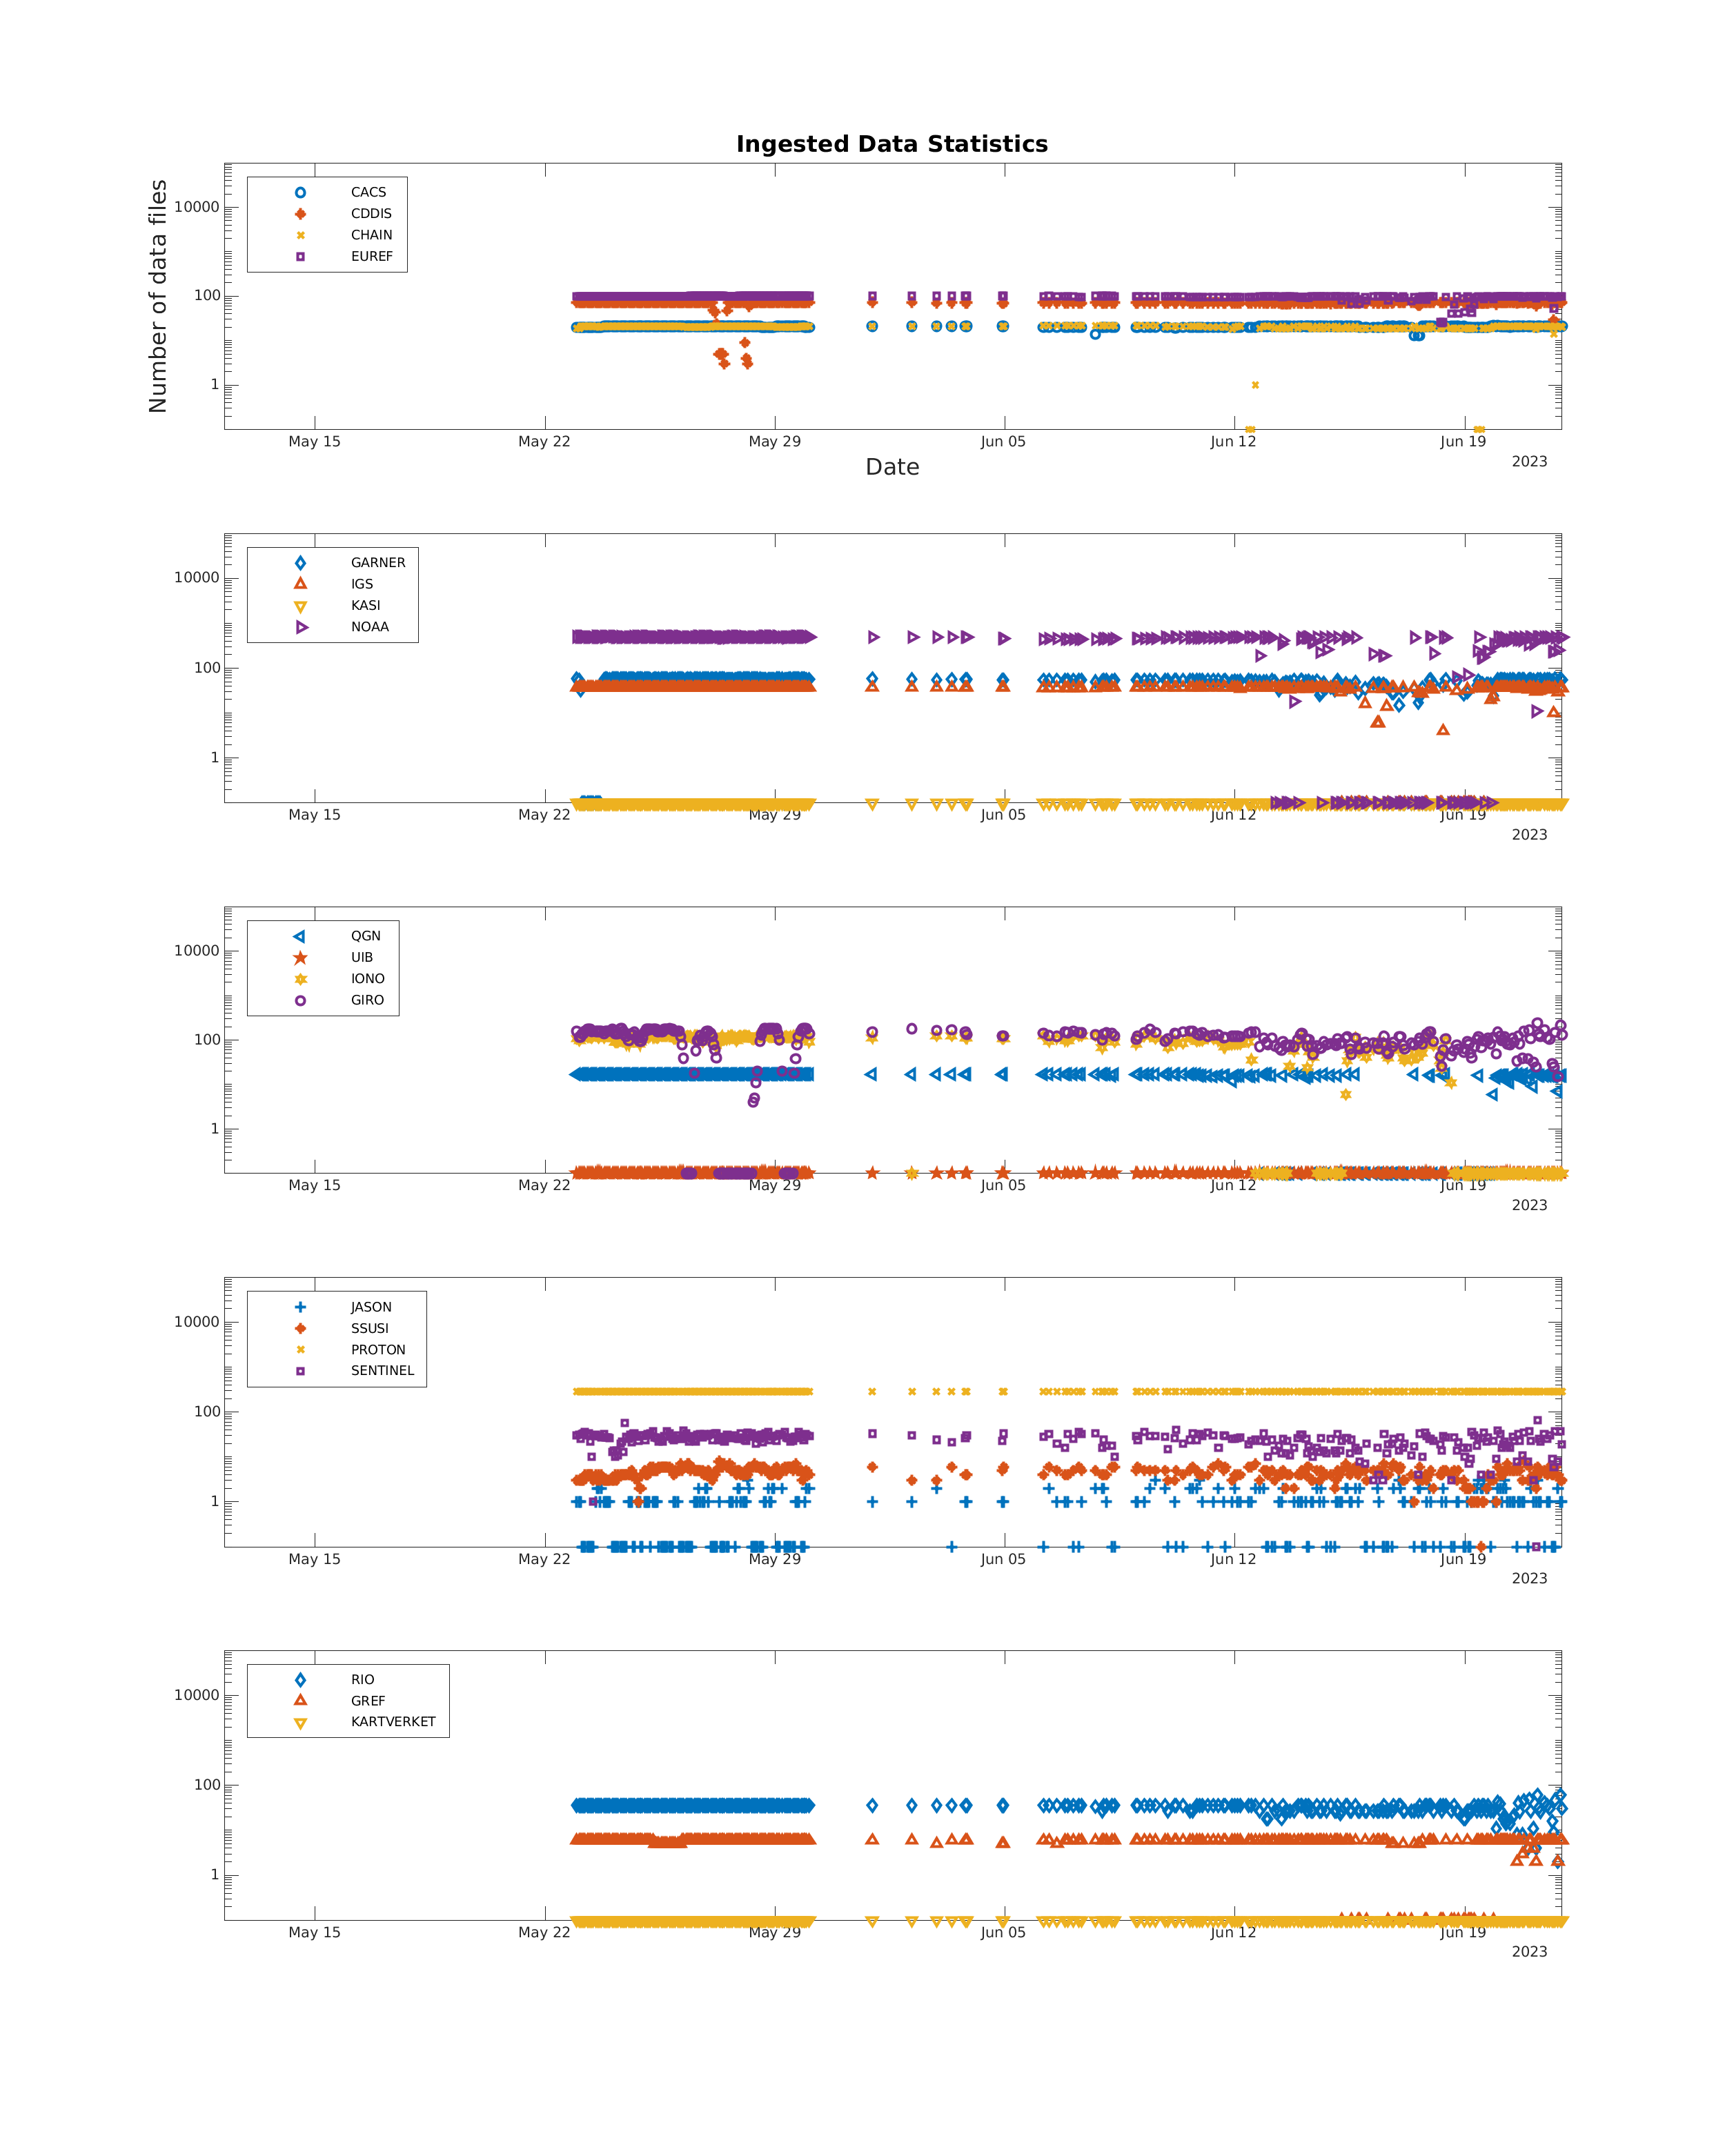 Ingested Data Statistics
Number of data files
10000
100
1
CACS
CDDIS
CHAIN
EUREF
May 15 May 22 May 29 Jun 05 Jun 12 Jun 19
2023
Date
10000
100
1
GARNER
IGS
KASI
NOAA
May 15 May 22 May 29 Jun 05 Jun 12 Jun 19
2023
10000
100
1
QGN
UIB
IONO
GIRO
May 15 May 22 May 29 Jun 05 Jun 12 Jun 19
2023
10000
100
1
JASON
SSUSI
PROTON
SENTINEL
May 15 May 22 May 29 Jun 05 Jun 12 Jun 19
2023
10000
100
1
RIO
GREF
KARTVERKET
May 15 May 22 May 29 Jun 05 Jun 12 Jun 19
2023